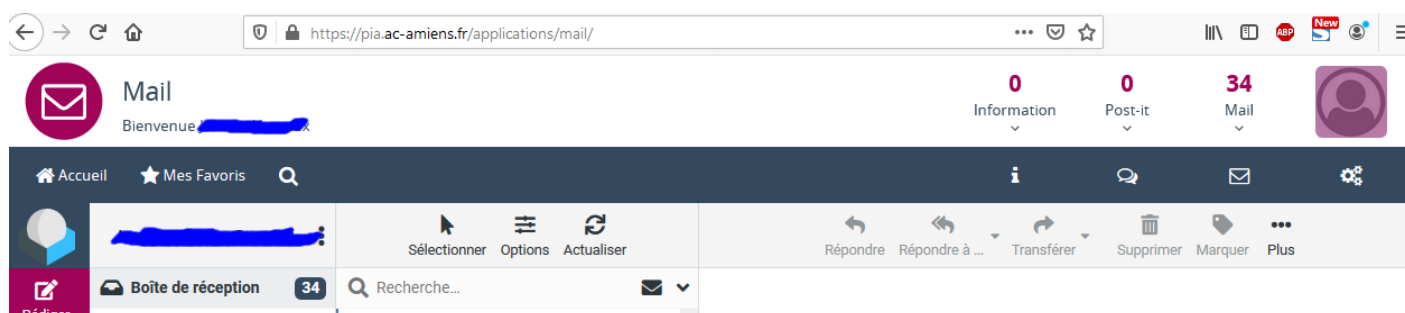 https://pia.ac-amiens.fr/applications/mail/
ABP
New
Mail
Bienvenue
0
Information
0
Post-it
34
Mail
Accueil
Mes Favoris
Sélectionner
Options
Actualiser
Répondre
Répondre à ...
Transférer
Supprimer
Marquer
Plus
Boîte de réception
34
Recherche...